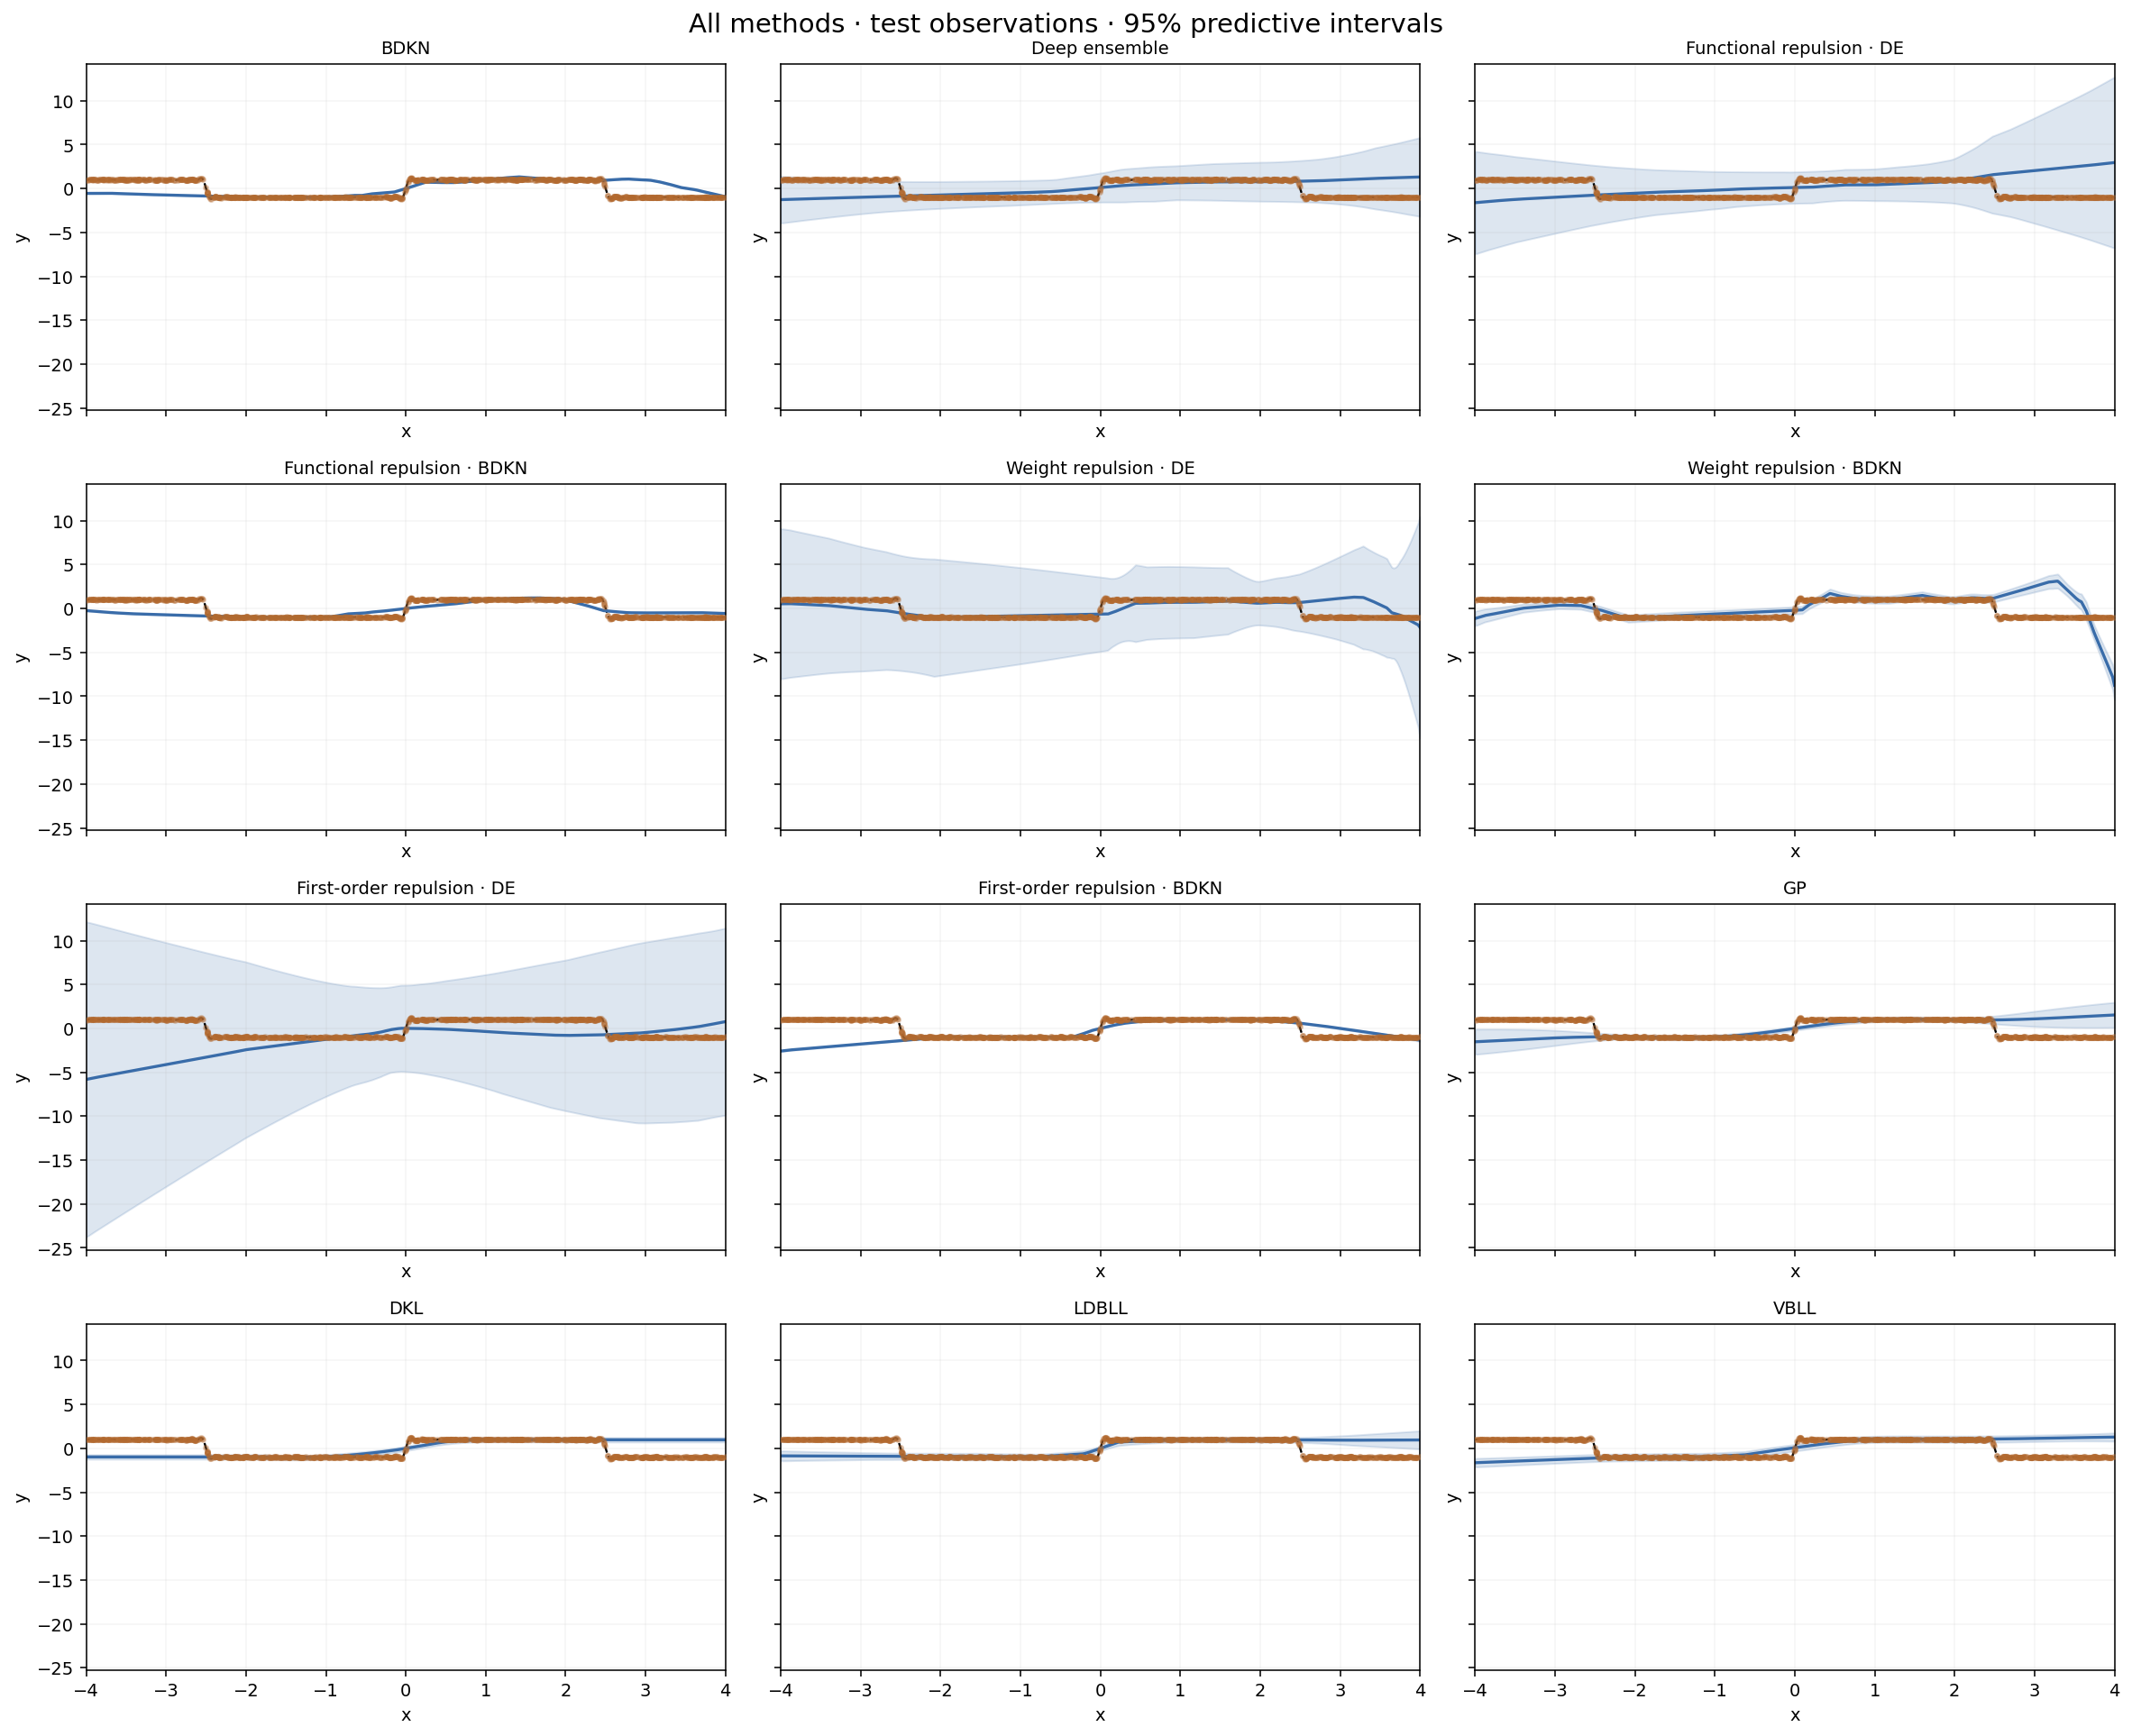 All methods · test observations · 95% predictive intervals
BDKN
Deep ensemble
Functional repulsion · DE
10
5
0
−5
−10
−15
−20
−25
y
y
y
x
x
x
Functional repulsion · BDKN
Weight repulsion · DE
Weight repulsion · BDKN
10
5
0
−5
−10
−15
−20
−25
y
y
y
x
x
x
First-order repulsion · DE
First-order repulsion · BDKN
GP
10
5
0
−5
−10
−15
−20
−25
y
y
y
x
x
x
DKL
LDBLL
VBLL
10
5
0
−5
−10
−15
−20
−25
y
y
y
−4 −3 −2 −1 0 1 2 3 4
−4 −3 −2 −1 0 1 2 3 4
−4 −3 −2 −1 0 1 2 3 4
x
x
x